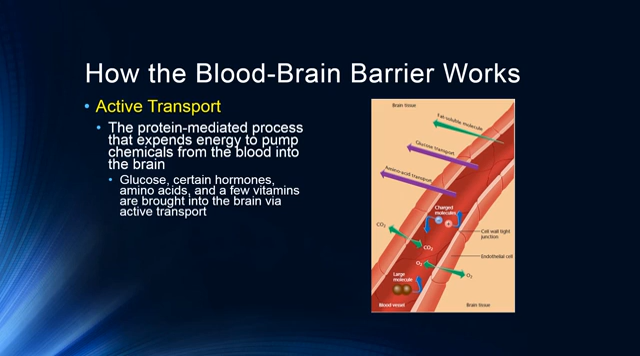 How the Blood-Brain Barrier Works
• Active Transport
• The protein-mediated process
that expends energy to pump
chemicals from the blood into
the brain
• Glucose, certain hormones,
amino acids, and a few vitamins
are brought into the brain via
active transport
Brain tissue
Fat-soluble molecule
Glucose transport
Amino-acid transport
Charged
molecules
CO₂
CO₂
Cell wall tight
junction
Endothelial cell
O₂
O₂
Large
molecule
Blood vessel
Brain tissue